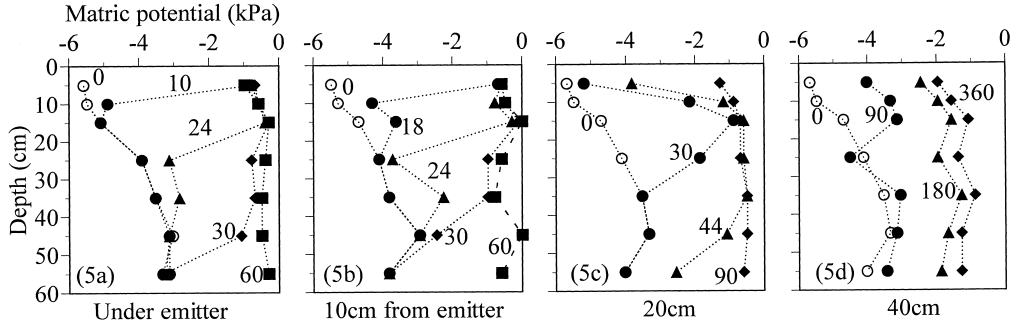 Matric potential (kPa)
-6 -4 -2 0 -6 -4 -2 0 -6 -4 -2 0 -6 -4 -2 0
Depth (cm)
0
10
20
30
40
50
60
0 10 24 30 60 (5a)
0 18 24 30 60 (5b)
0 30 44 90 (5c)
0 90 360 180 (5d)
Under emitter 10cm from emitter 20cm 40cm